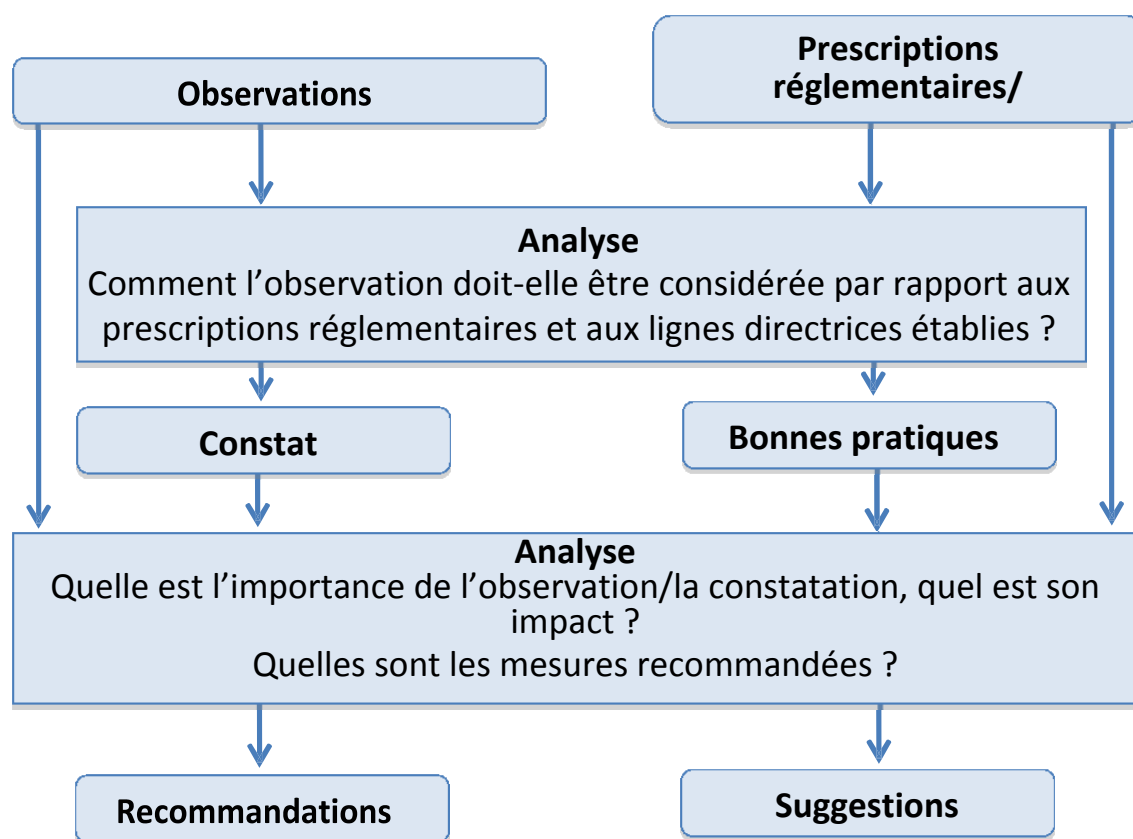 Observations
Prescriptions
réglementaires/
Analyse
Comment l’observation doit-elle être considérée par rapport aux
prescriptions réglementaires et aux lignes directrices établies ?
Constat
Bonnes pratiques
Analyse
Quelle est l’importance de l’observation/la constatation, quel est son
impact ?
Quelles sont les mesures recommandées ?
Recommandations
Suggestions